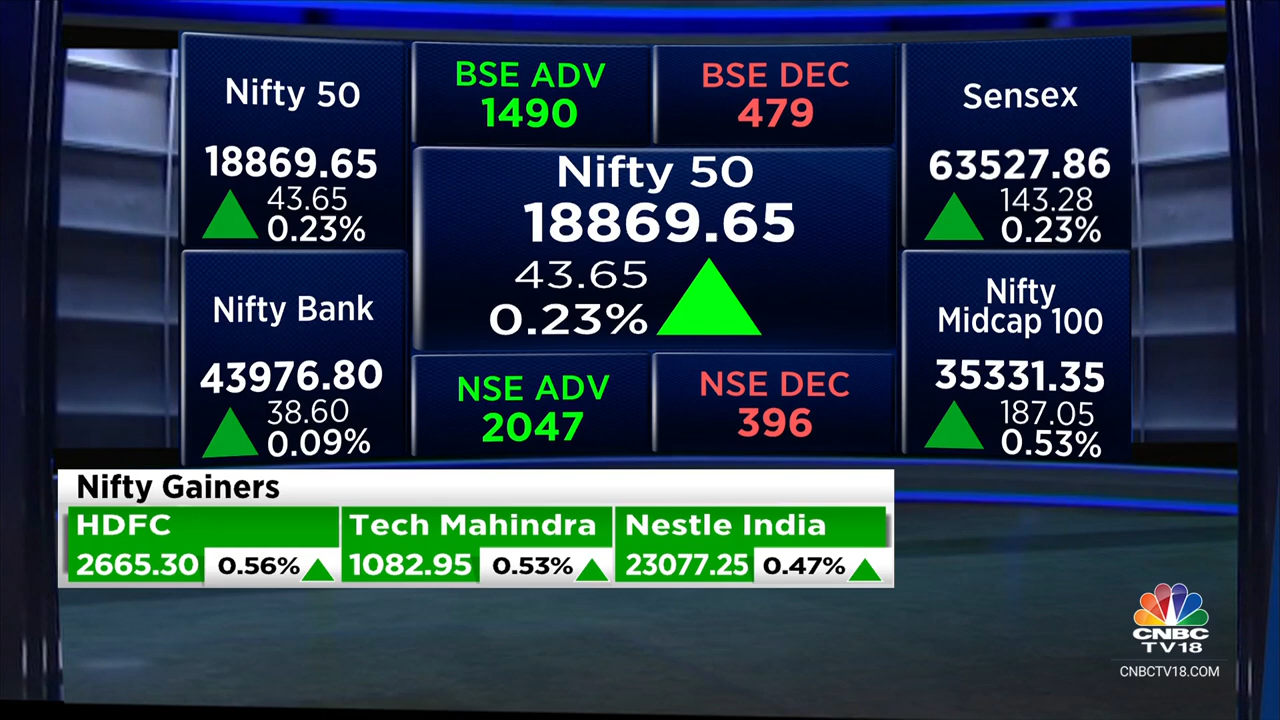 Nifty 50
18869.65
43.65
0.23%
BSE ADV
1490
BSE DEC
479
Nifty 50
18869.65
43.65
0.23%
Sensex
63527.86
143.28
0.23%
Nifty Bank
43976.80
38.60
0.09%
NSE ADV
2047
NSE DEC
396
Nifty
Midcap 100
35331.35
187.05
0.53%
Nifty Gainers
HDFC
2665.30 0.56%
Tech Mahindra
1082.95 0.53%
Nestle India
23077.25 0.47%
CNBC
TV18
CNBCTV18.COM